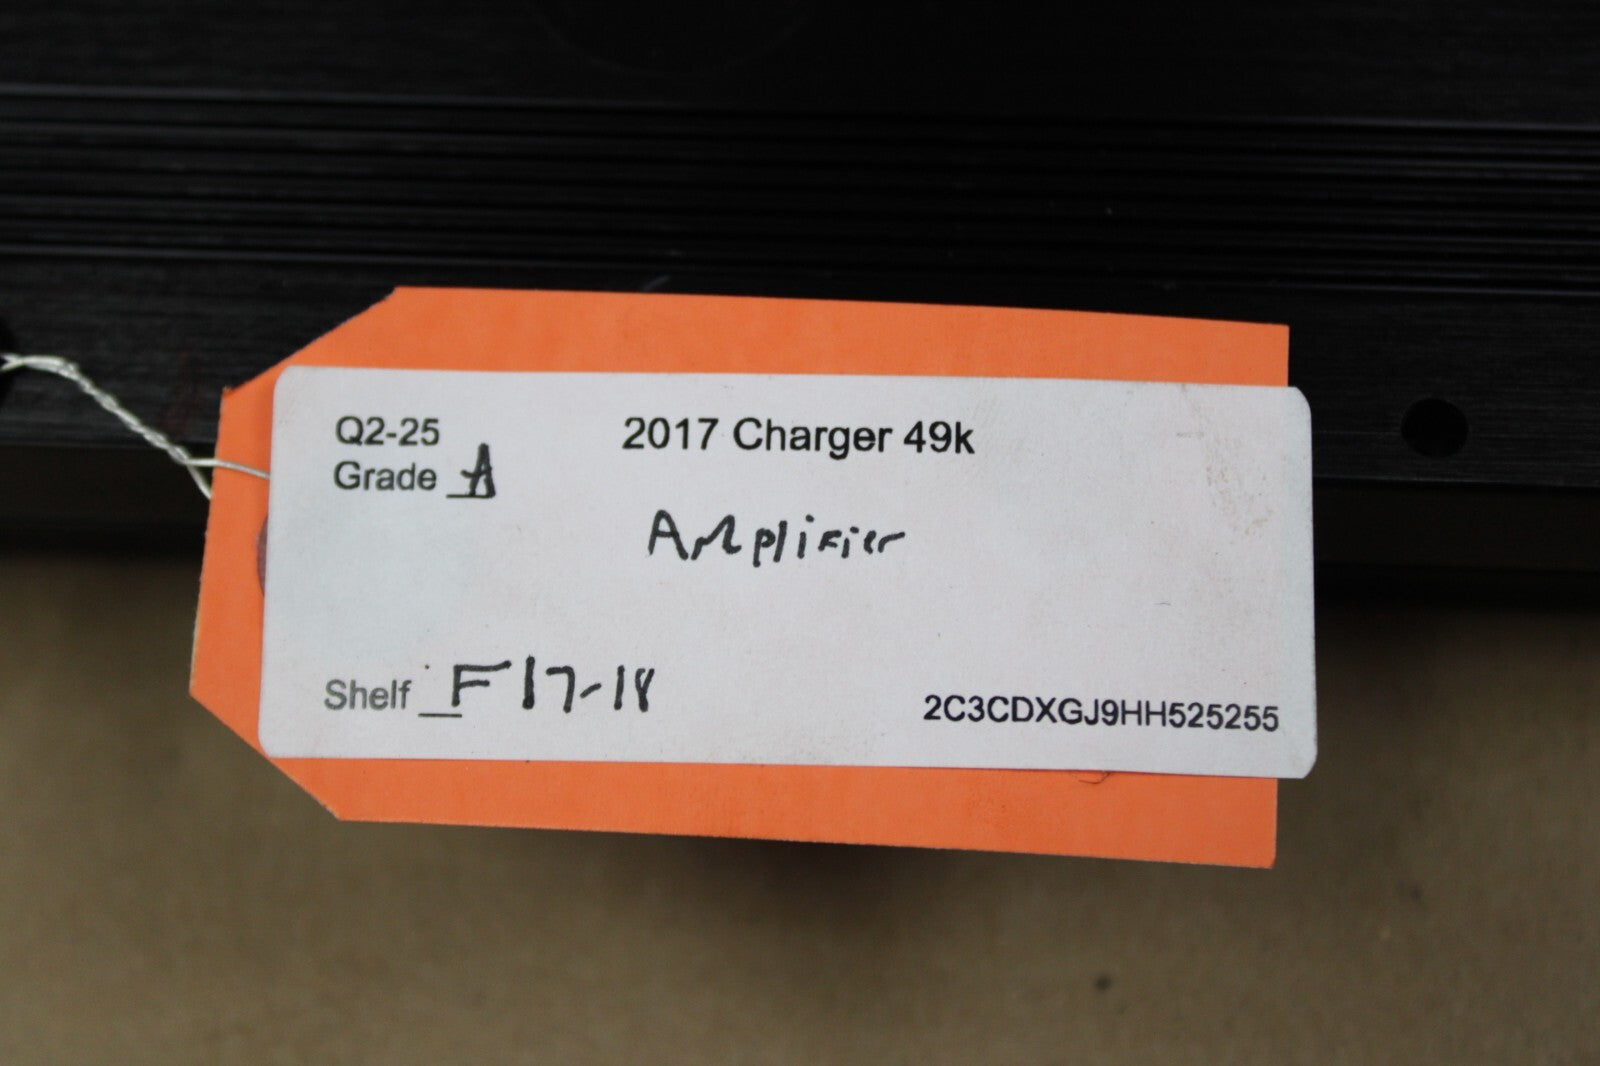 Q2-25
2017 Charger 49k
Grade A
Amplifier
Shelf F17-18
2C3CDXGJ9HH525255